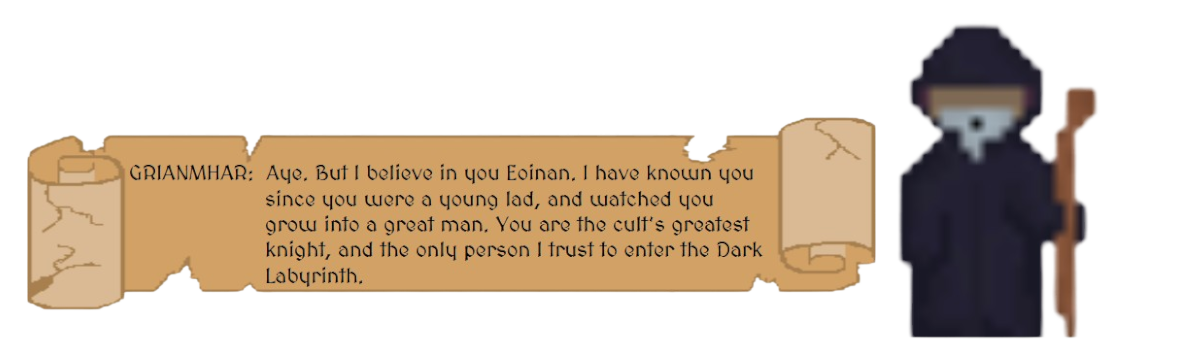 GRIANMHAR: Aye. But I believe in you Eoinan. I have known you
since you were a young lad, and watched you
grow into a great man. You are the cult's greatest
knight, and the only person I trust to enter the Dark
Labyrinth.